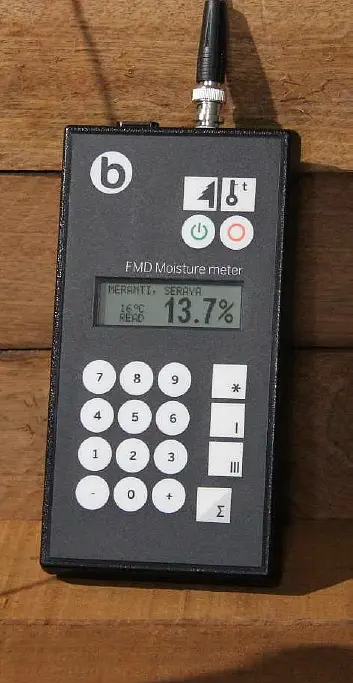 b
t
FMD Moisture meter
MERANTI, SERAYA
16°C
READ 13.7%
7 8 9 *
4 5 6 I
1 2 3 III
- 0 + Σ